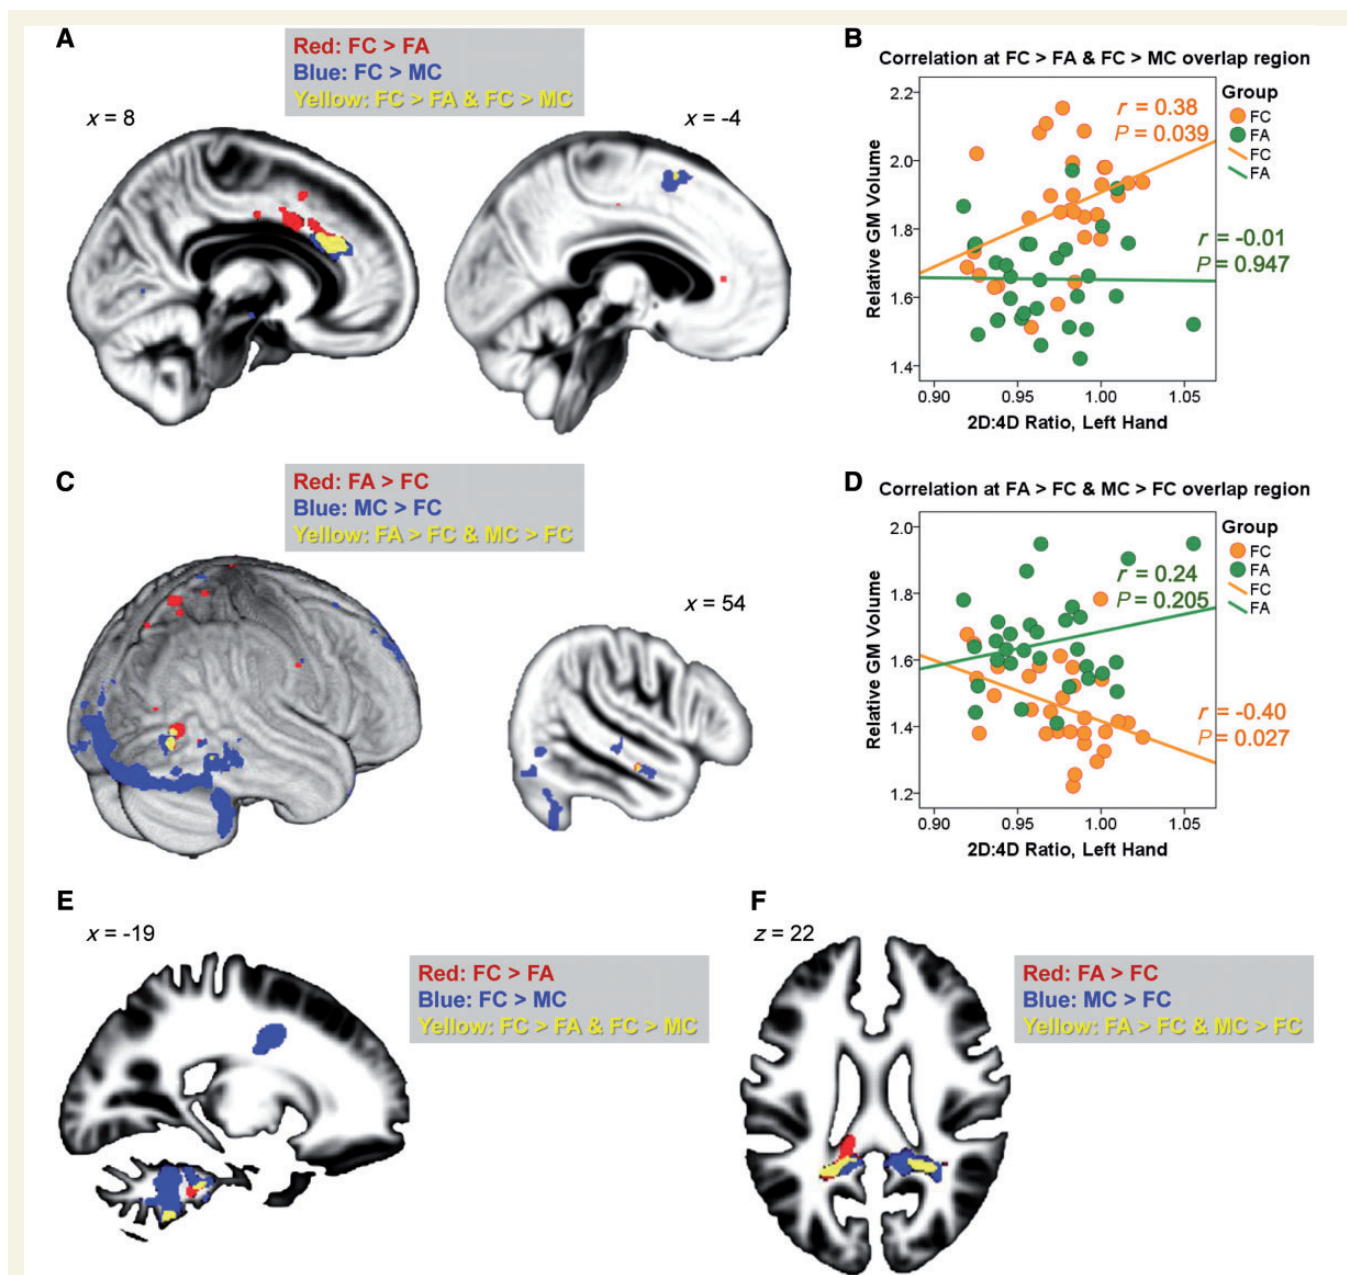 A
Red: FC > FA
Blue: FC > MC
Yellow: FC > FA & FC > MC
x = 8
x = -4
B
Correlation at FC > FA & FC > MC overlap region
Relative GM Volume
2.2
2.0
1.8
1.6
1.4
0.90
0.95
1.00
1.05
2D:4D Ratio, Left Hand
r = 0.38
P = 0.039
r = -0.01
P = 0.947
Group
FC
FA
FC
FA
C
Red: FA > FC
Blue: MC > FC
Yellow: FA > FC & MC > FC
x = 54
D
Correlation at FA > FC & MC > FC overlap region
Relative GM Volume
2.0
1.8
1.6
1.4
1.2
0.90
0.95
1.00
1.05
2D:4D Ratio, Left Hand
r = 0.24
P = 0.205
r = -0.40
P = 0.027
Group
FC
FA
FC
FA
E
x = -19
Red: FC > FA
Blue: FC > MC
Yellow: FC > FA & FC > MC
F
z = 22
Red: FA > FC
Blue: MC > FC
Yellow: FA > FC & MC > FC